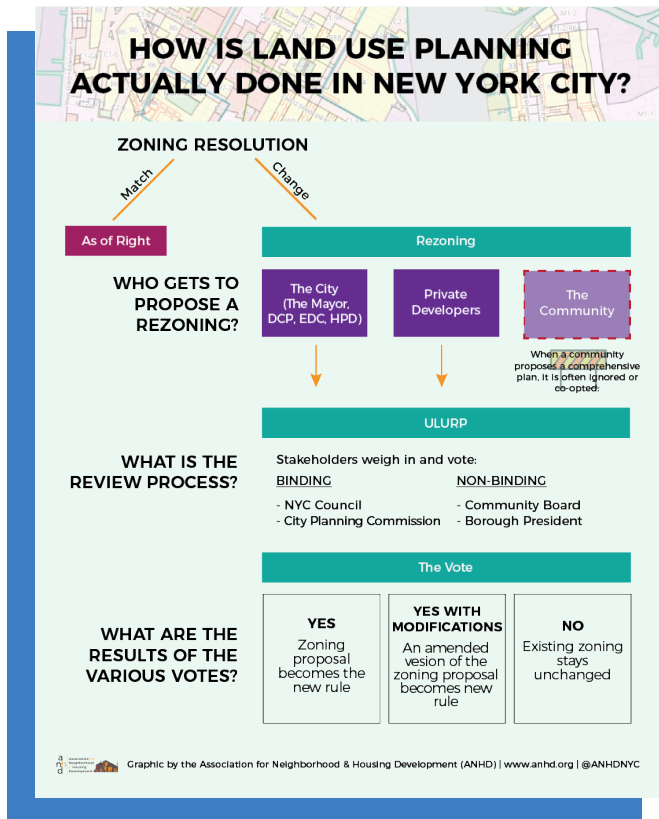 HOW IS LAND USE PLANNING
ACTUALLY DONE IN NEW YORK CITY?
ZONING RESOLUTION
Match
Change
As of Right
Rezoning
WHO GETS TO
PROPOSE A
REZONING?
The City
(The Mayor,
DCP, EDC, HPD)
Private
Developers
The
Community
When a community
proposes a comprehensive
plan, it is often ignored or
co-opted.
ULURP
WHAT IS THE
REVIEW PROCESS?
Stakeholders weigh in and vote:
BINDING
- NYC Council
- City Planning Commission
NON-BINDING
- Community Board
- Borough President
The Vote
WHAT ARE THE
RESULTS OF THE
VARIOUS VOTES?
YES
Zoning
proposal
becomes the
new rule
YES WITH
MODIFICATIONS
An amended
vesion of the
zoning proposal
becomes new
rule
NO
Existing zoning
stays
unchanged
a
n h
d
Association for
Neighborhood
& Housing
Development
Graphic by the Association for Neighborhood & Housing Development (ANHD) | www.anhd.org | @ANHDNYC